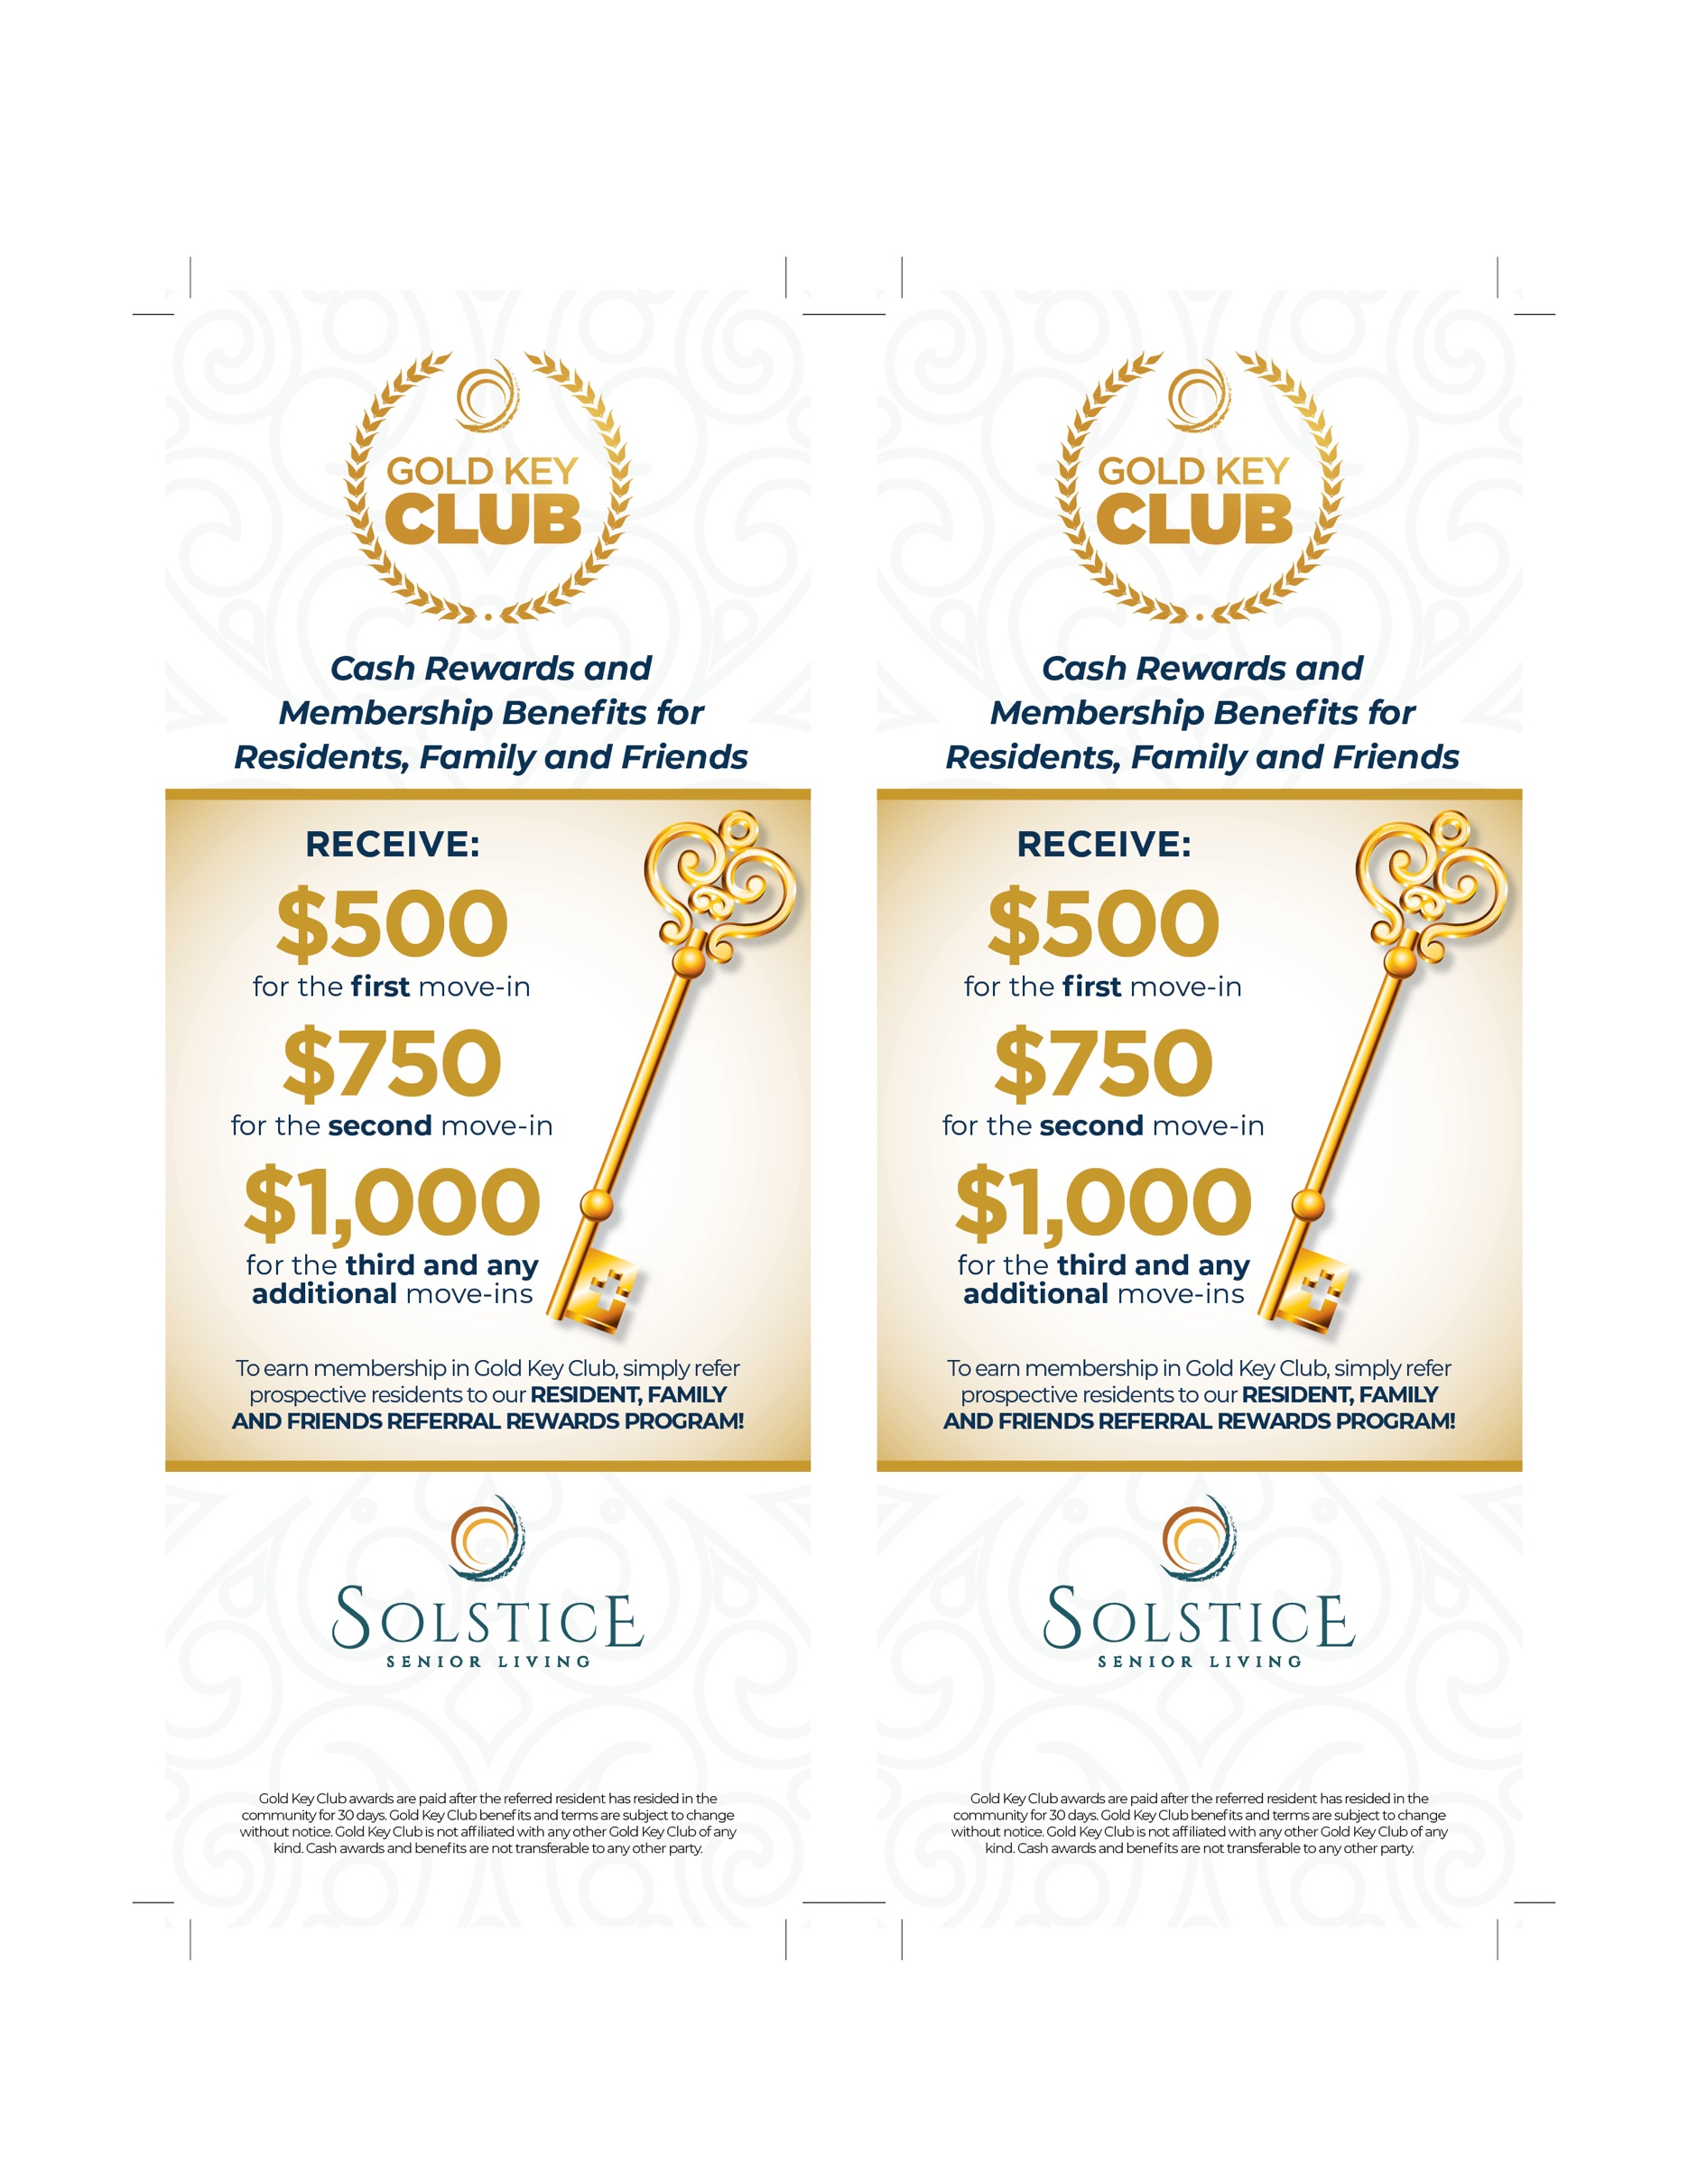 GOLD KEY
CLUB
Cash Rewards and
Membership Benefits for
Residents, Family and Friends
RECEIVE:
$500
for the first move-in
$750
for the second move-in
$1,000
for the third and any
additional move-ins
To earn membership in Gold Key Club, simply refer
prospective residents to our RESIDENT, FAMILY
AND FRIENDS REFERRAL REWARDS PROGRAM!
SOLSTICE
SENIOR LIVING
Gold Key Club awards are paid after the referred resident has resided in the
community for 30 days. Gold Key Club benefits and terms are subject to change
without notice. Gold Key Club is not affiliated with any other Gold Key Club of any
kind. Cash awards and benefits are not transferable to any other party.
GOLD KEY
CLUB
Cash Rewards and
Membership Benefits for
Residents, Family and Friends
RECEIVE:
$500
for the first move-in
$750
for the second move-in
$1,000
for the third and any
additional move-ins
To earn membership in Gold Key Club, simply refer
prospective residents to our RESIDENT, FAMILY
AND FRIENDS REFERRAL REWARDS PROGRAM!
SOLSTICE
SENIOR LIVING
Gold Key Club awards are paid after the referred resident has resided in the
community for 30 days. Gold Key Club benefits and terms are subject to change
without notice. Gold Key Club is not affiliated with any other Gold Key Club of any
kind. Cash awards and benefits are not transferable to any other party.